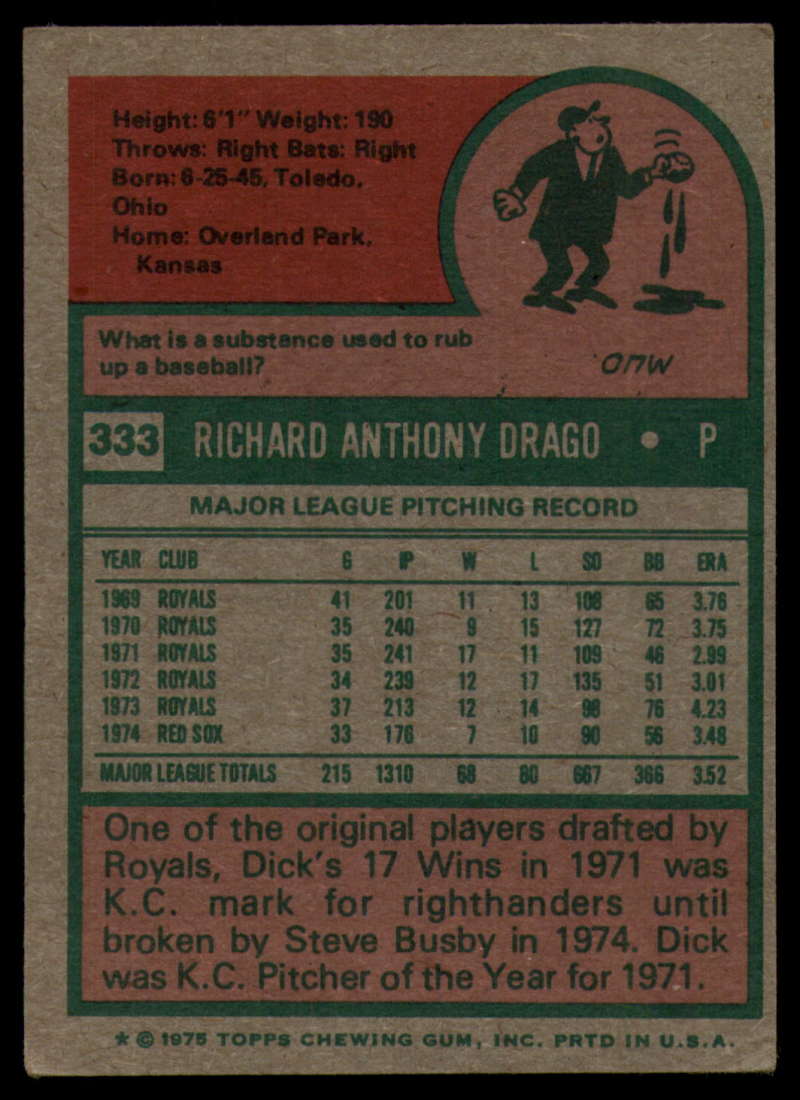 Height: 6'1" Weight: 190
Throws: Right Bats: Right
Born: 6-25-45, Toledo,
Ohio
Home: Overland Park,
Kansas
What is a substance used to rub
up a baseball?
MUD
333 RICHARD ANTHONY DRAGO • P
MAJOR LEAGUE PITCHING RECORD
YEAR CLUB G IP W L SO BB ERA
1969 ROYALS 41 201 11 13 108 65 3.76
1970 ROYALS 35 240 9 15 127 72 3.75
1971 ROYALS 35 241 17 11 109 46 2.99
1972 ROYALS 34 239 12 17 135 51 3.01
1973 ROYALS 37 213 12 14 98 76 4.23
1974 RED SOX 33 176 7 10 90 56 3.48
MAJOR LEAGUE TOTALS 215 1310 68 80 667 366 3.52
One of the original players drafted by
Royals, Dick's 17 Wins in 1971 was
K.C. mark for righthanders until
broken by Steve Busby in 1974. Dick
was K.C. Pitcher of the Year for 1971.
* © 1975 TOPPS CHEWING GUM, INC. PRTD IN U.S.A.